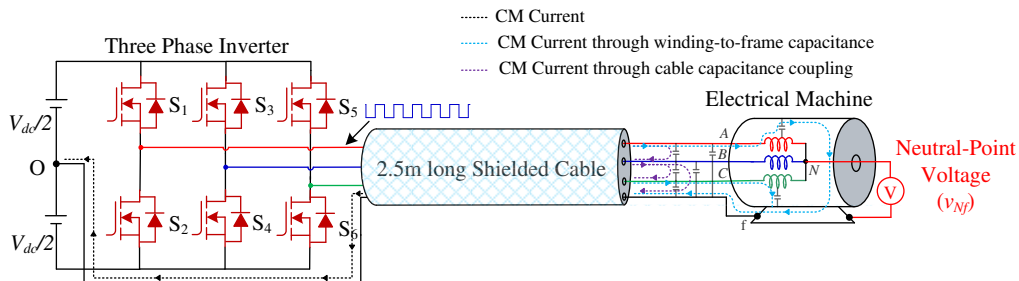 CM Current
CM Current through winding-to-frame capacitance
CM Current through cable capacitance coupling
Three Phase Inverter
Electrical Machine
S1 S3 S5
Vdc/2
O
2.5m long Shielded Cable
A
B
C
N
V
Neutral-Point
Voltage
(vNf)
f
S2 S4 S6
Vdc/2